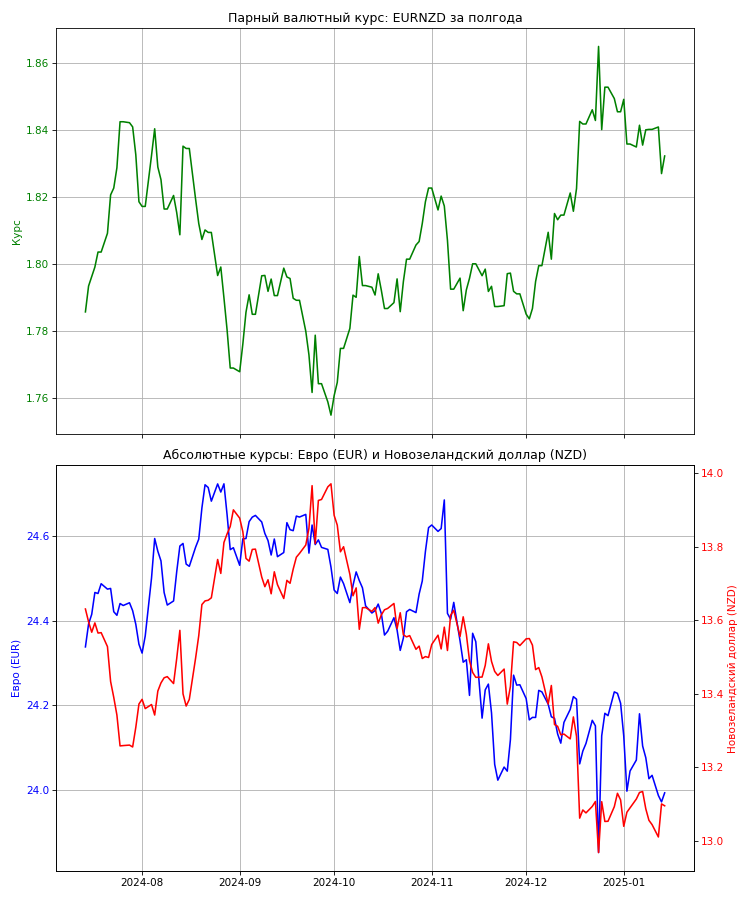 Парный валютный курс: EURNZD за полгода
1.86
1.84
1.82
1.80
1.78
1.76
Курс
Абсолютные курсы: Евро (EUR) и Новозеландский доллар (NZD)
24.6
24.4
24.2
24.0
Евро (EUR)
14.0
13.8
13.6
13.4
13.2
13.0
Новозеландский доллар (NZD)
2024-08 2024-09 2024-10 2024-11 2024-12 2025-01